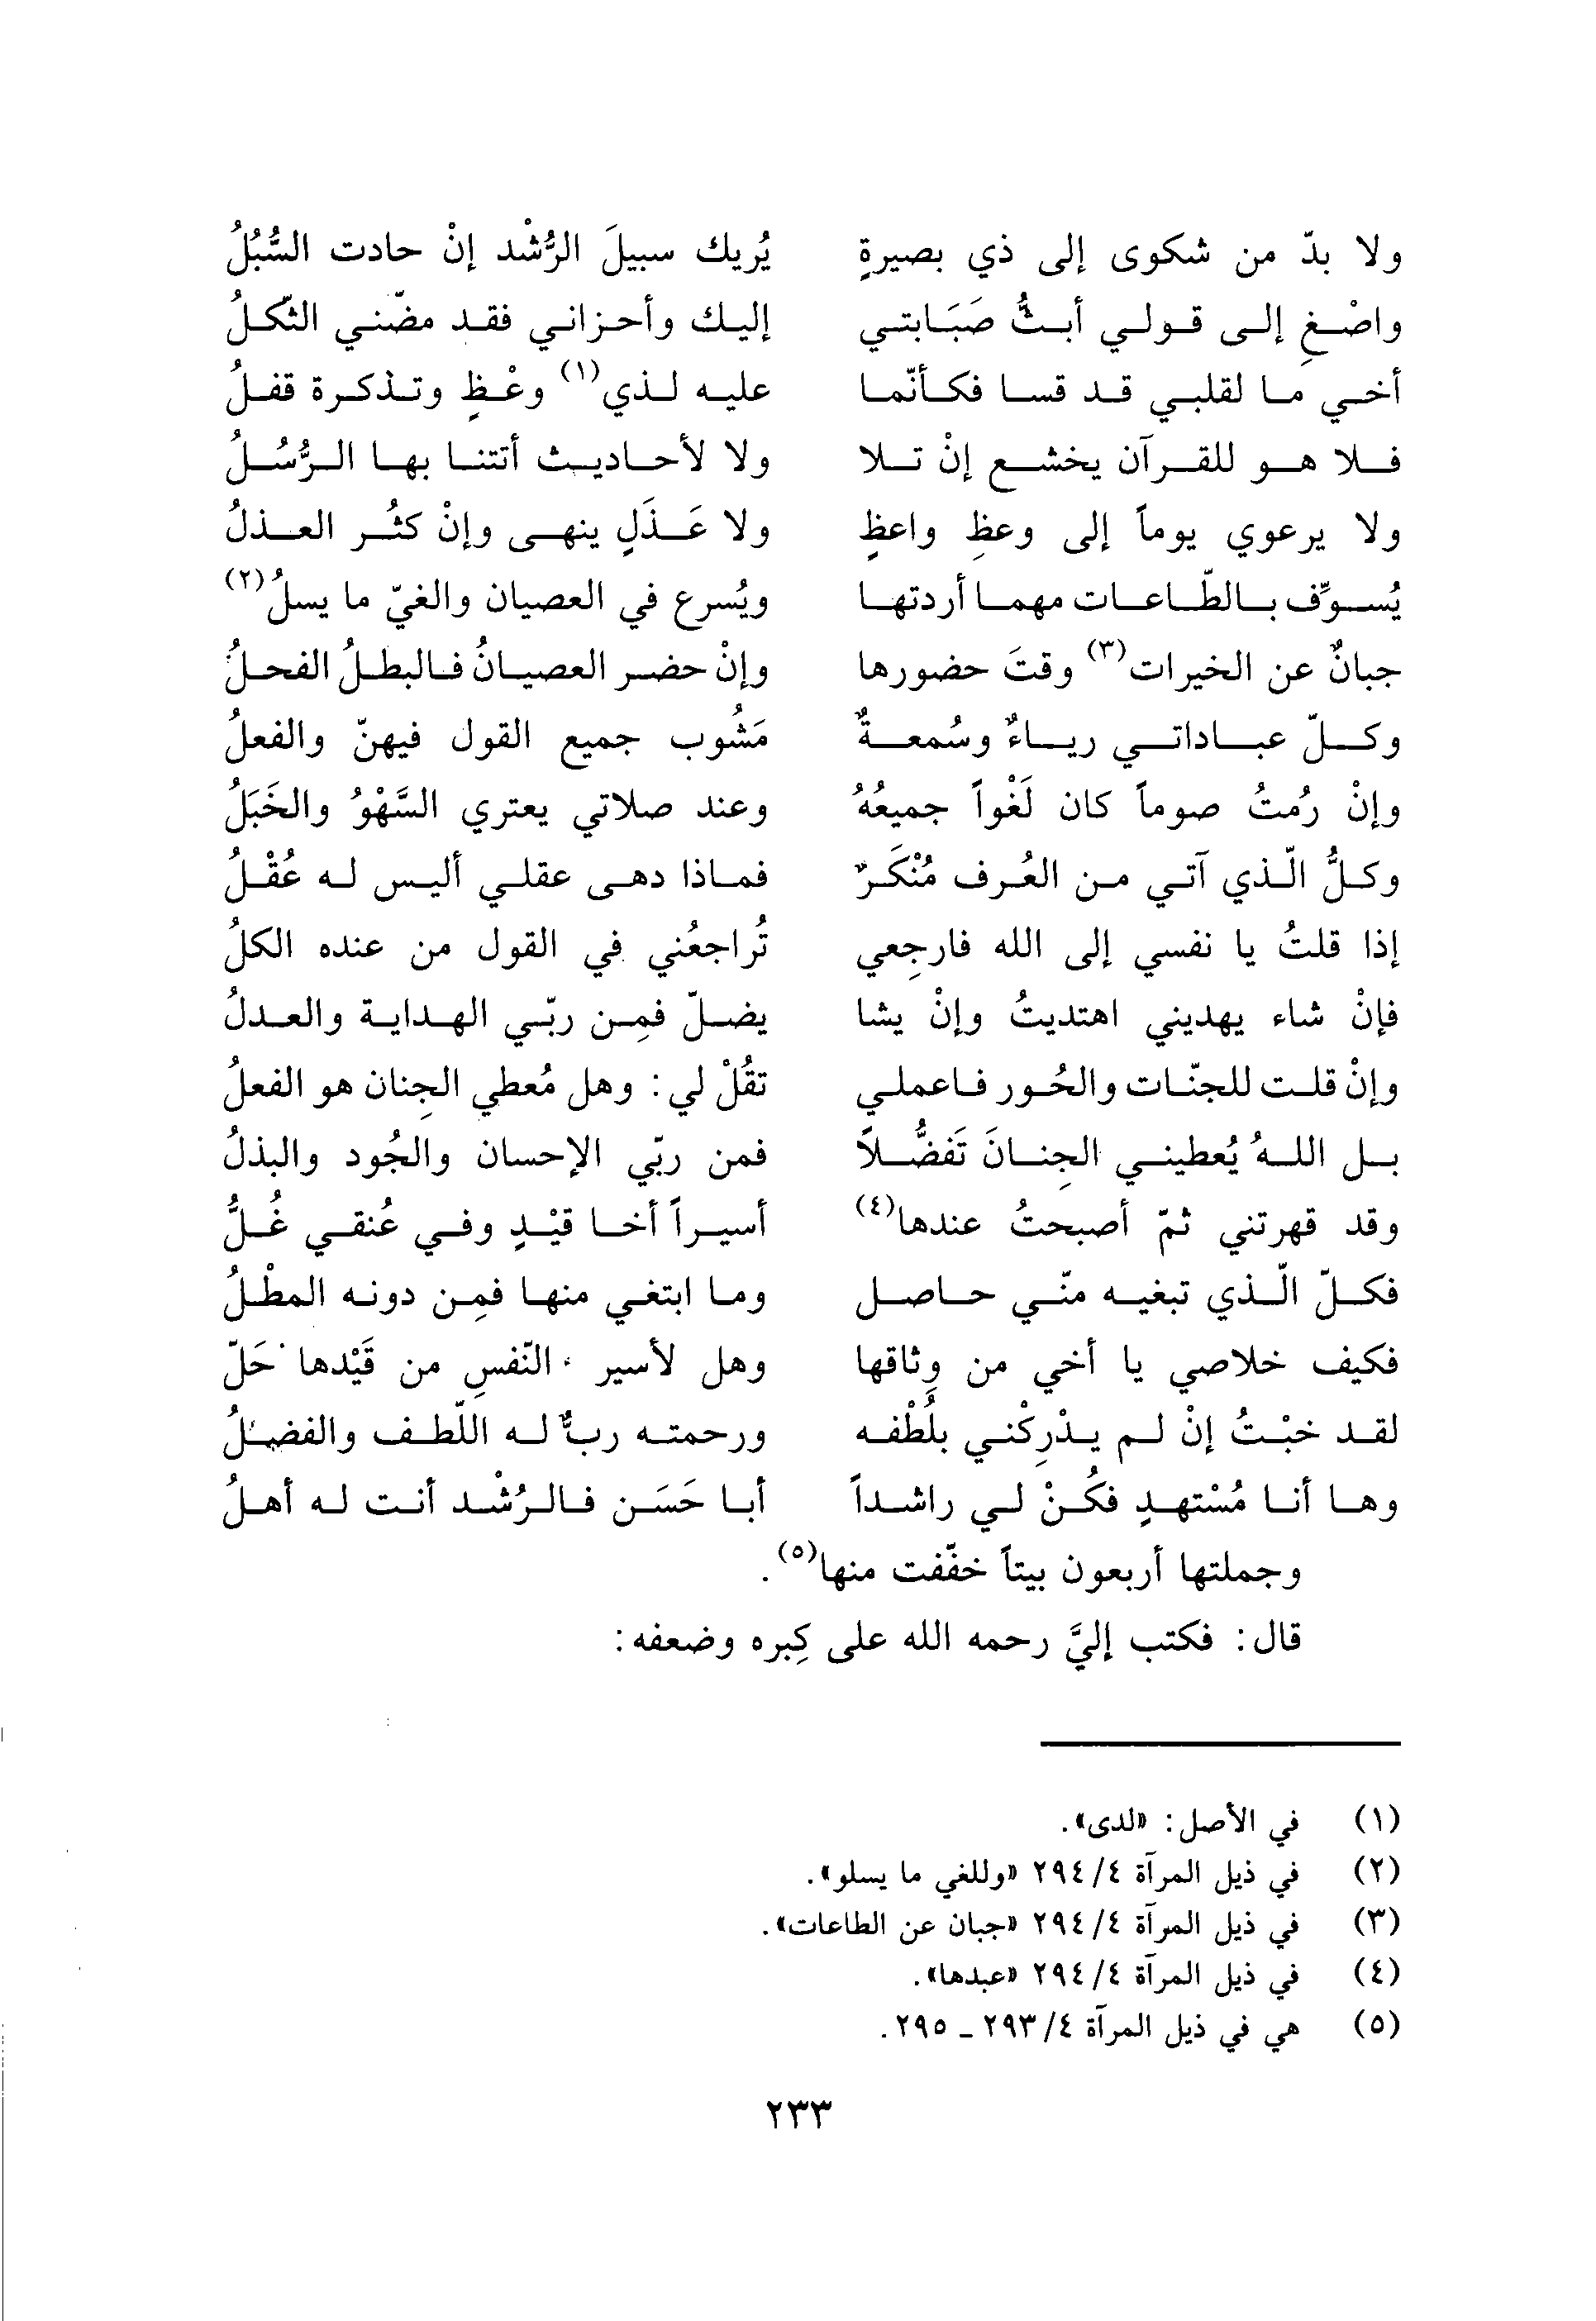 ولا بدّ من شكوى إلى ذي بصيرةٍ يُريك سبيلَ الرُّشْد إنْ حادت السُّبُلُ
واصْغِ إلى قولي أبثُّ صَبَابتي إليك وأحزاني فقد مضّني الثّكلُ
أخي ما لقلبي قد قسا فكأنّما عليه لذي(١) وعْظٍ وتذكرة قفلُ
فلا هو للقرآن يخشع إنْ تلا ولا لأحاديث أتتنا بها الرُّسُلُ
ولا يرعوي يوماً إلى وعظِ واعظٍ ولا عَذَلٍ ينهى وإنْ كثُر العذلُ
يُسوِّف بالطّاعات مهما أردتها ويُسرع في العصيان والغيّ ما يسلُ(٢)
جبانٌ عن الخيرات(٣) وقتَ حضورها وإنْ حضر العصيانُ فالبطلُ الفحلُ
وكلّ عباداتي رياءٌ وسُمعةٌ مَشُوب جميع القول فيهنّ والفعلُ
وإنْ رُمتُ صوماً كان لَغْواً جميعُهُ وعند صلاتي يعتري السَّهْوُ والخَبَلُ
وكلُّ الّذي آتي من العُرف مُنْكَرٌ فماذا دهى عقلي أليس له عُقْلُ
إذا قلتُ يا نفسي إلى الله فارجِعي تُراجعُني في القول من عنده الكلُ
فإنْ شاء يهديني اهتديتُ وإنْ يشا يضلّ فمِن ربّي الهداية والعدلُ
وإنْ قلت للجنّات والحُور فاعملي تقُلْ لي: وهل مُعطي الجِنان هو الفعلُ
بل اللهُ يُعطيني الجِنانَ تَفَضُّلاً فمن ربّي الإحسان والجُود والبذلُ
وقد قهرتني ثمّ أصبحتُ عندها(٤) أسيراً أخا قيْدٍ وفي عُنقي غُلُّ
فكلّ الّذي تبغيه منّي حاصل وما ابتغي منها فمِن دونه المطْلُ
فكيف خلاصي يا أخي من وِثاقها وهل لأسير النّفسِ من قَيْدها حَلّ
لقد خبْتُ إنْ لم يدْرِكْني بلُطْفه ورحمته ربٌّ له اللّطف والفضلُ
وها أنا مُسْتهدٍ فكُنْ لي راشداً أبا حَسَن فالرُشْد أنت له أهلُ
وجملتها أربعون بيتاً خفّفت منها(٥).
قال: فكتب إليَّ رحمه الله على كِبره وضعفه:
(١) في الأصل: «لدى».
(٢) في ذيل المرآة ٤/٢٩٤ «وللغي ما يسلو».
(٣) في ذيل المرآة ٤/٢٩٤ «جبان عن الطاعات».
(٤) في ذيل المرآة ٤/٢٩٤ «عبدها».
(٥) هي في ذيل المرآة ٤/٢٩٣ - ٢٩٥.
٢٣٣